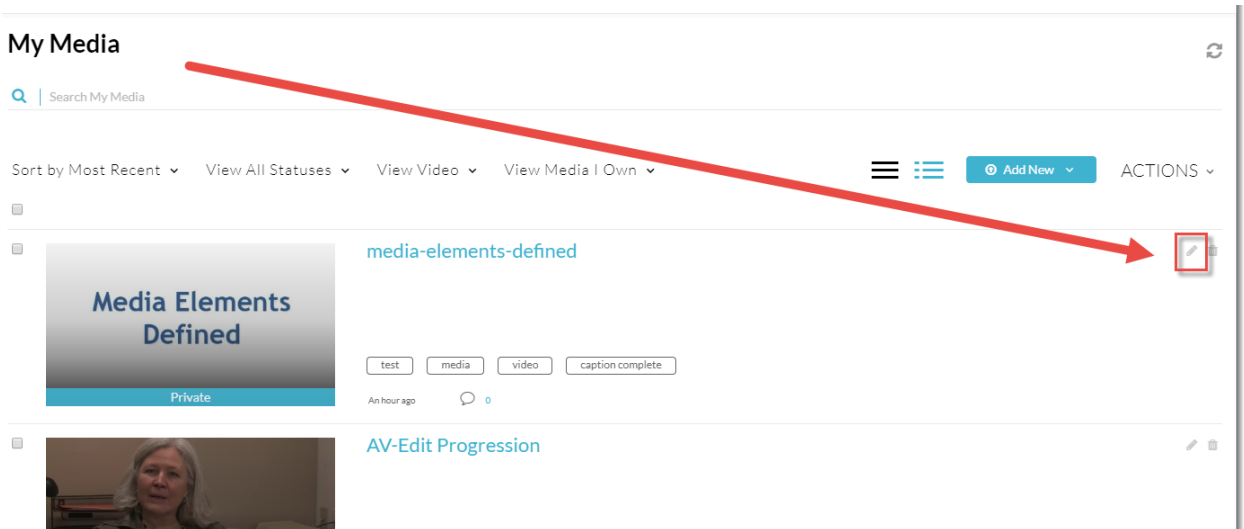 My Media
Search My Media
Sort by Most Recent View All Statuses View Video View Media I Own Add New ACTIONS
media-elements-defined
Media Elements
Defined
test media video caption complete
Private
An hour ago 0
AV-Edit Progression